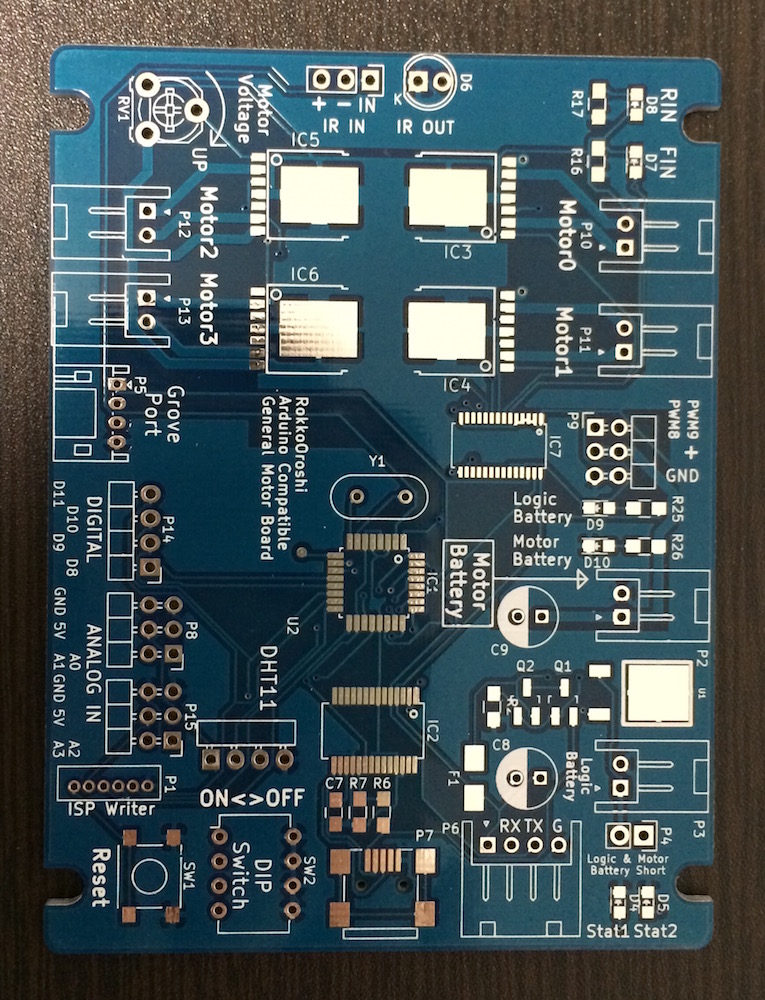 RV1
UP
Motor
Voltage
+ - IN
IR IN
K
D6
IR OUT
R17
D8
RIN
R16
D7
FIN
IC5
IC3
P12
Motor2
P10
Motor0
P13
Motor3
IC6
IC4
P11
Motor1
P5
Grove
Port
RokkoOroshi
Arduino Compatible
General Motor Board
IC7
P9
PWM9
PWM8
+
GND
Y1
Logic
Battery
D9
R25
Motor
Battery
D10
R26
D11
D10
D9
D8
DIGITAL
P14
IC1
Motor
Battery
C9
P2
GND
5V
A1
A0
ANALOG IN
P8
GND
5V
A3
A2
P15
U2
DHT11
IC2
Q2
Q1
U1
F1
C8
Logic
Battery
P3
P1
ISP Writer
ON<>OFF
C7
R7
R6
P7
P6
RX
TX
G
P4
Logic & Motor
Battery Short
Reset
SW1
DIP
Switch
SW2
D4
D5
Stat1
Stat2